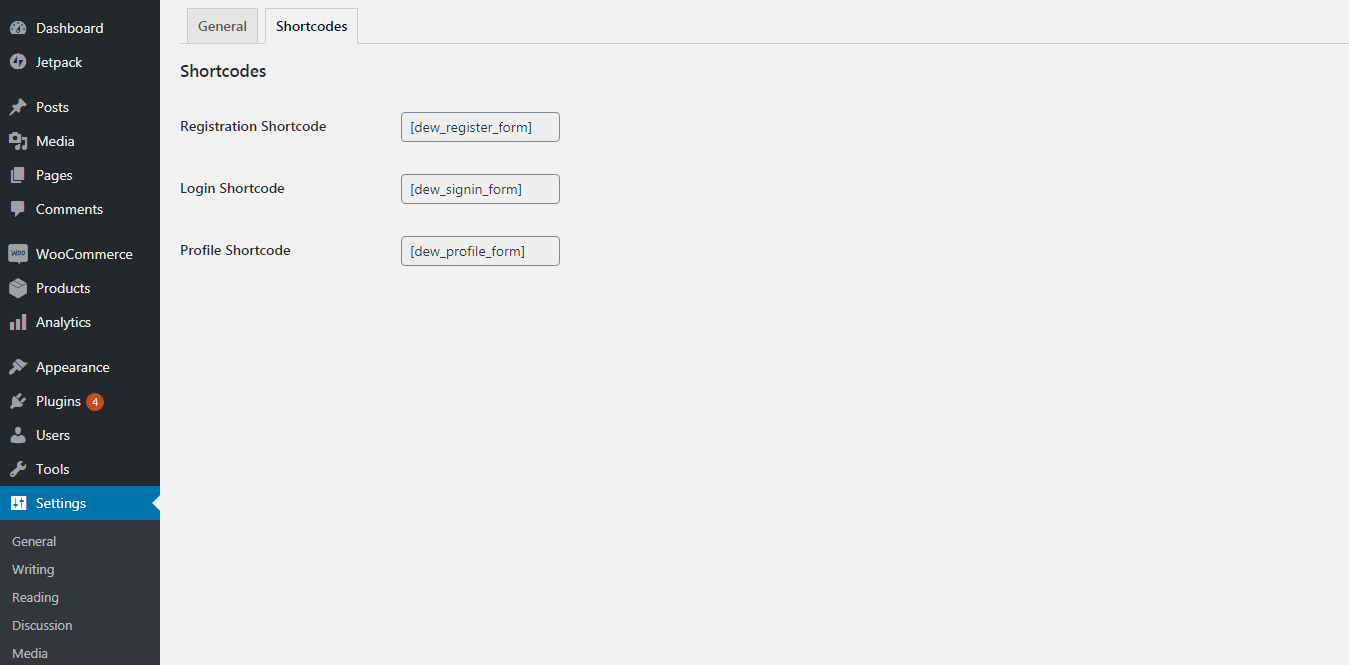 Dashboard
Jetpack
Posts
Media
Pages
Comments
WOO WooCommerce
Products
Analytics
Appearance
Plugins 4
Users
Tools
Settings
General
Writing
Reading
Discussion
Media
General Shortcodes
Shortcodes
Registration Shortcode [dew_register_form]
Login Shortcode [dew_signin_form]
Profile Shortcode [dew_profile_form]